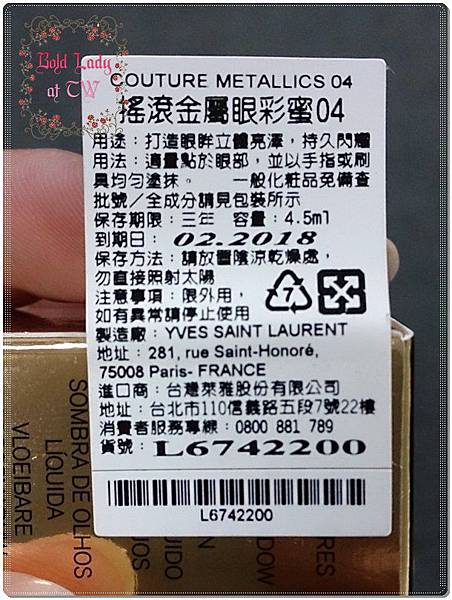 Bold Lady
at TW
COUTURE METALLICS 04
搖滾金屬眼彩蜜04
用途：打造眼眸立體亮澤，持久閃耀
用法：適量點於眼部，並以手指或刷
具均勻塗抹。 一般化粧品免備查
批號／全成分請見包裝所示
保存期限：三年 容量：4.5ml
到期日：02.2018
保存方法：請放置陰涼乾燥處，
勿直接照射太陽
注意事項：限外用，
如有異常請停止使用
7
製造廠：YVES SAINT LAURENT
地址：281, rue Saint-Honoré,
75008 Paris- FRANCE
進口商：台灣萊雅股份有限公司
地址：台北市110信義路五段7號22樓
消費者服務專線：0800 881 789
貨號：L6742200
L6742200
SOMBRA DE OLHOS
LÍQUIDA
VLOEIBARE